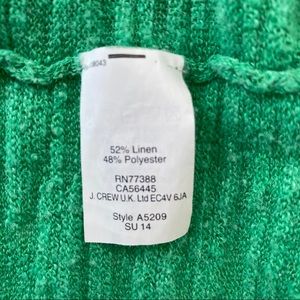 52% Linen
48% Polyester
RN77388
CA56445
J. CREW U.K. Ltd EC4V 6JA
Style A5209
SU 14